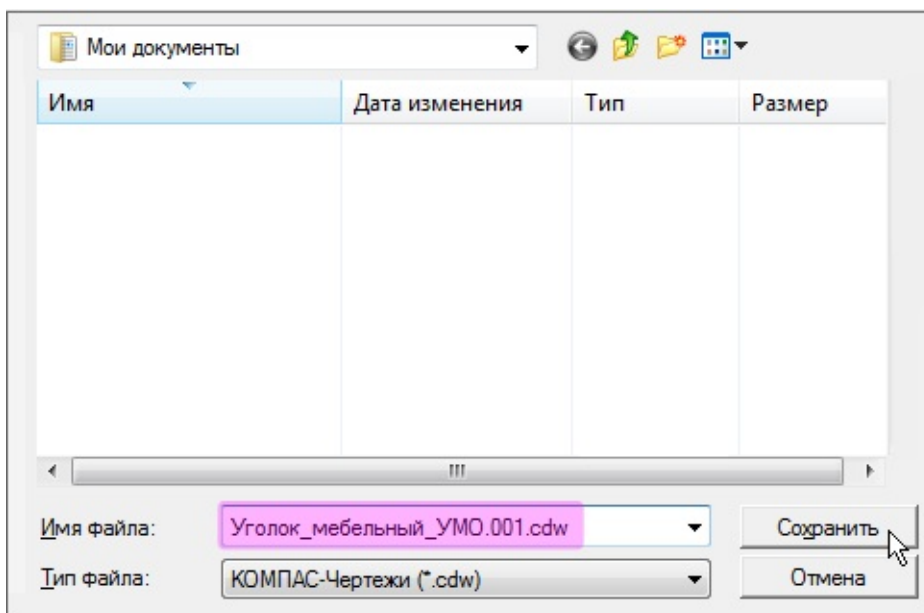 Мои документы
Имя Дата изменения Тип Размер
Имя файла: Уголок_мебельный_УМО.001.cdw Сохранить
Тип файла: КОМПАС-Чертежи (*.cdw) Отмена